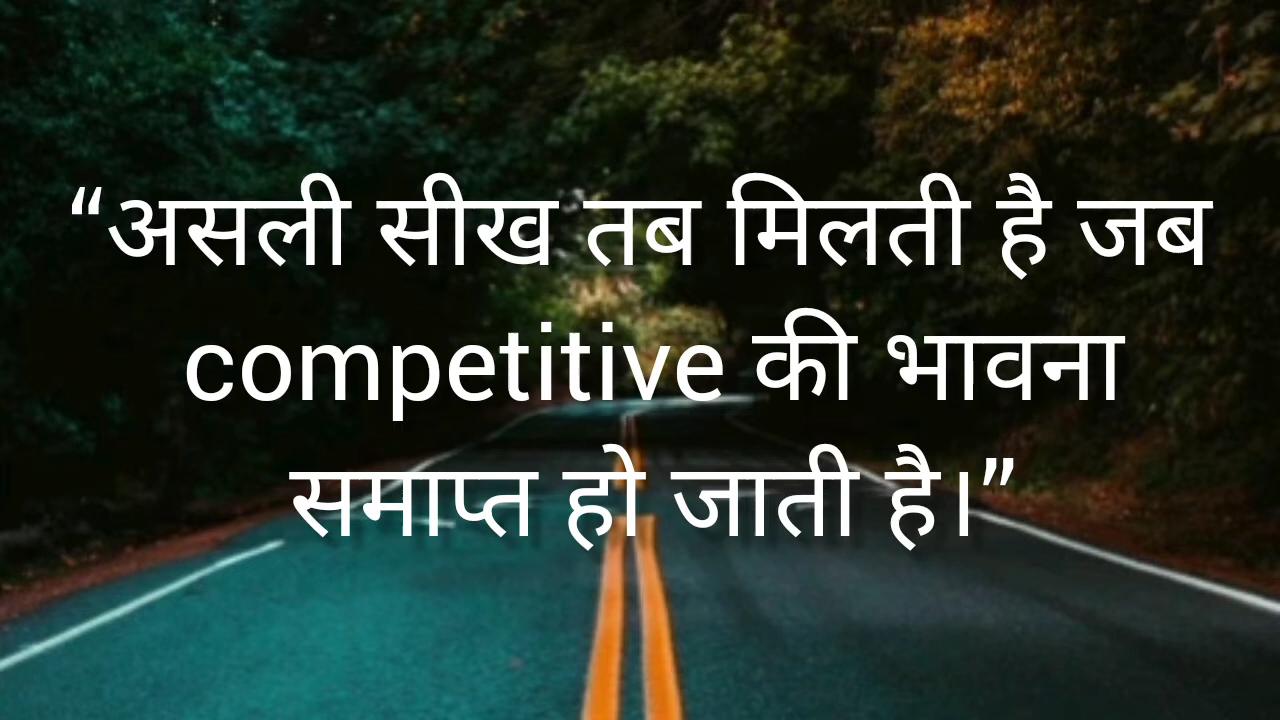 “असली सीख तब मिलती है जब
competitive की भावना
समाप्त हो जाती है।”